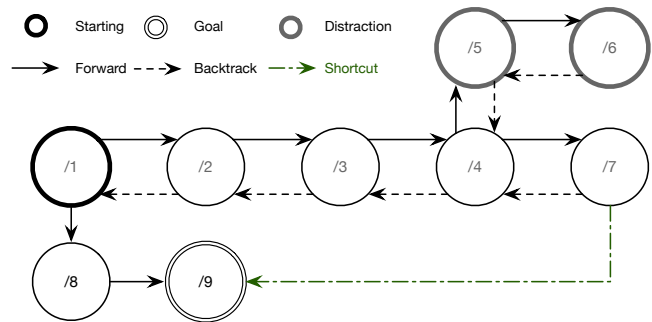 Starting Goal Distraction
Forward Backtrack Shortcut
/5 /6
/1 /2 /3 /4 /7
/8 /9